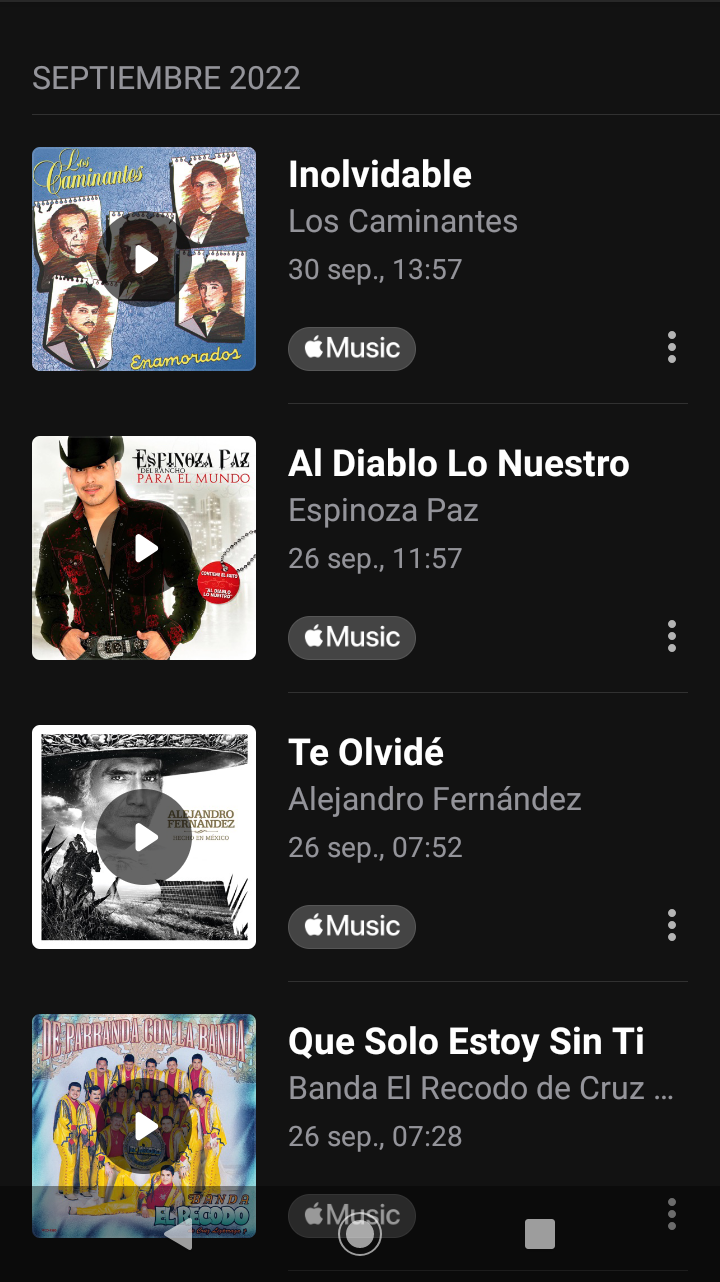 SEPTIEMBRE 2022
Los
Caminantes
Enamorados
Inolvidable
Los Caminantes
30 sep., 13:57
Music
ESPINOZA PAZ
DEL RANCHO
PARA EL MUNDO
CONTIENE EL ÉXITO
"AL DIABLO
LO NUESTRO"
Al Diablo Lo Nuestro
Espinoza Paz
26 sep., 11:57
Music
ALEJANDRO
FERNÁNDEZ
HECHO EN MÉXICO
Te Olvidé
Alejandro Fernández
26 sep., 07:52
Music
DE PARRANDA CON LA BANDA
BANDA
EL RECODO
Que Solo Estoy Sin Ti
Banda El Recodo de Cruz ...
26 sep., 07:28
Music